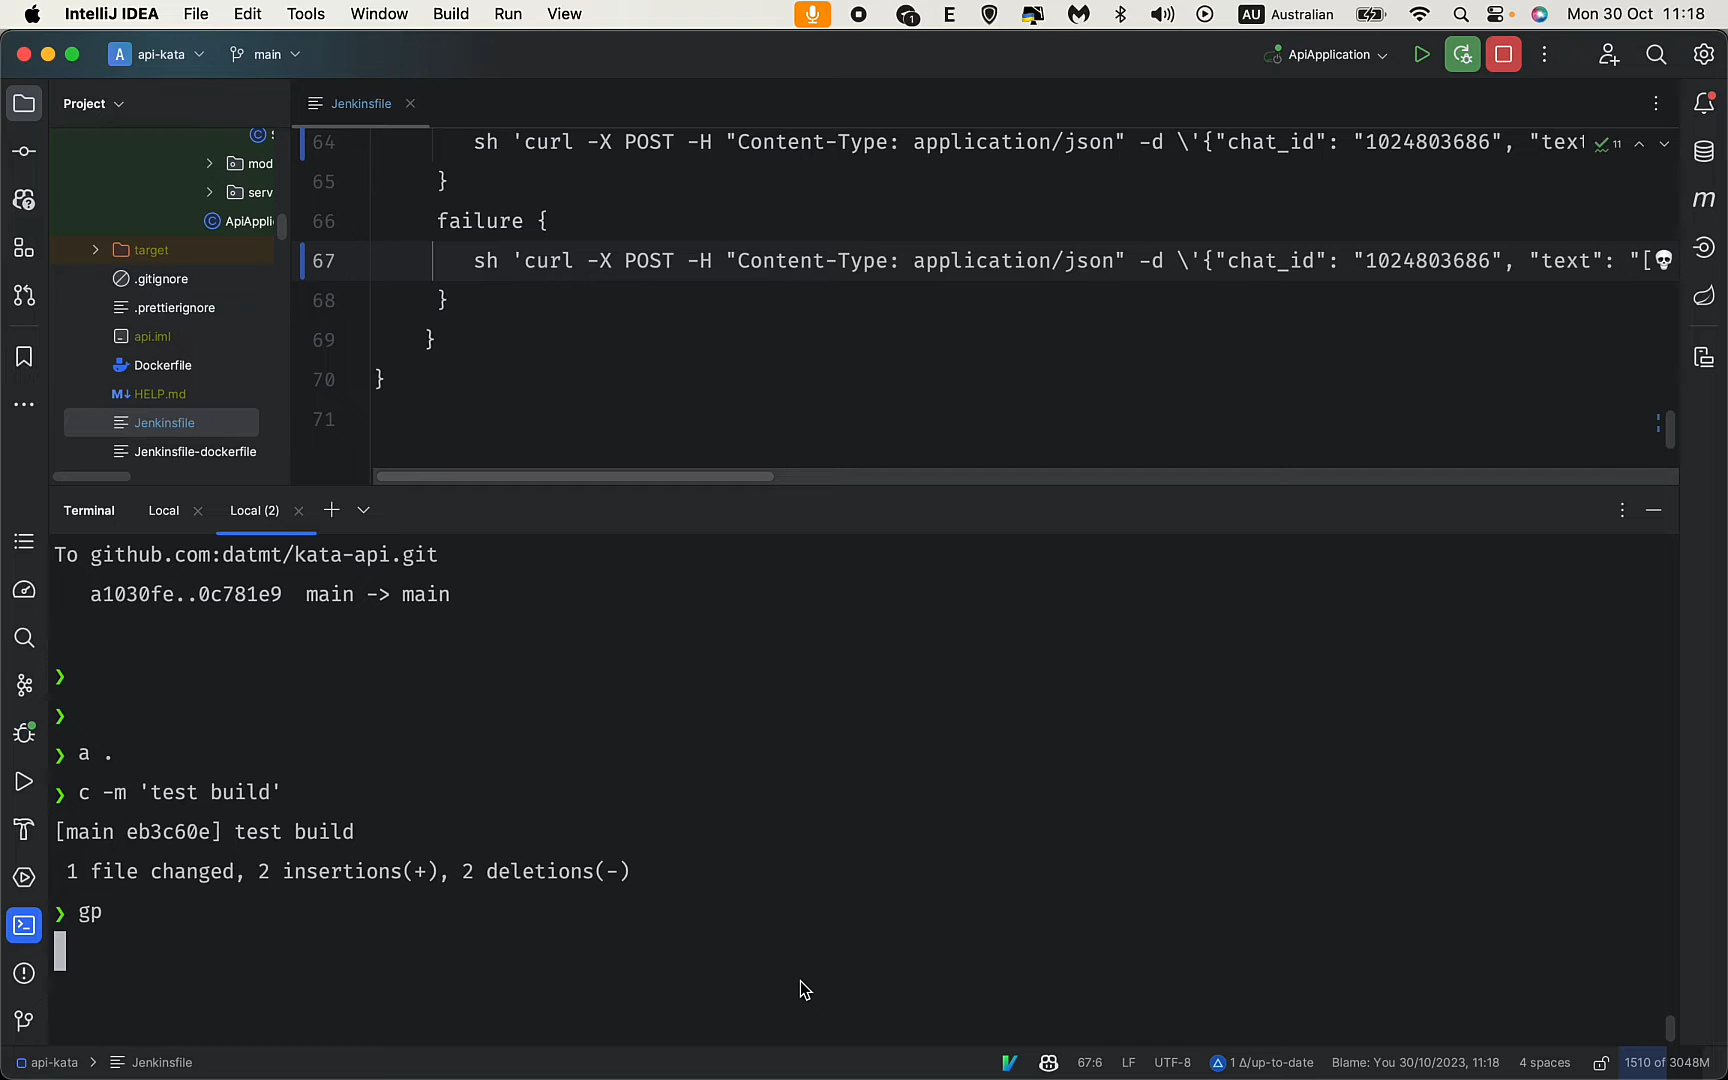 IntelliJ IDEA File Edit Tools Window Build Run View AU Australian Mon 30 Oct 11:18
A api-kata main ApiApplication
Project
Jenkinsfile
mod
serv
ApiAppli
target
.gitignore
.prettierignore
api.iml
Dockerfile
M↓ HELP.md
Jenkinsfile
Jenkinsfile-dockerfile
64 sh 'curl -X POST -H "Content-Type: application/json" -d \'{"chat_id": "1024803686", "text 11
65 }
66 failure {
67 sh 'curl -X POST -H "Content-Type: application/json" -d \'{"chat_id": "1024803686", "text": "[💀
68 }
69 }
70 }
71
Terminal Local Local (2)
To github.com:datmt/kata-api.git
a1030fe..0c781e9 main -> main
❯
❯
❯ a .
❯ c -m 'test build'
[main eb3c60e] test build
1 file changed, 2 insertions(+), 2 deletions(-)
❯ gp
api-kata > Jenkinsfile 67:6 LF UTF-8 1 Δ/up-to-date Blame: You 30/10/2023, 11:18 4 spaces 1510 of 3048M